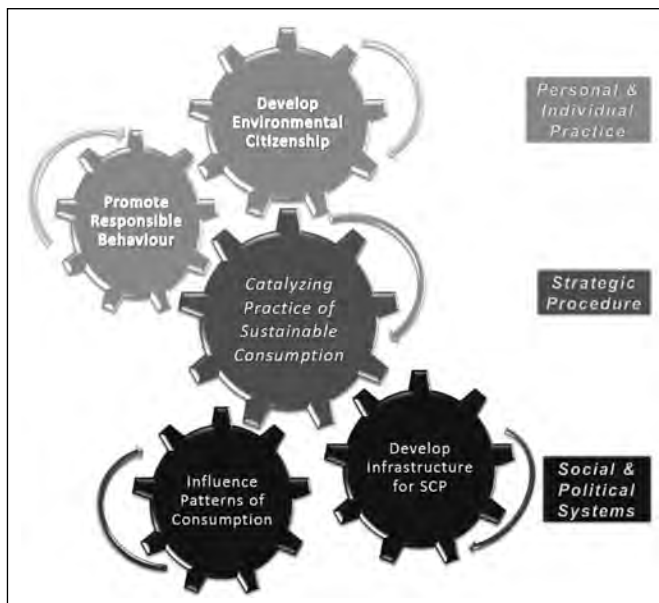 Develop
Environmental
Citizenship
Personal &
Individual
Practice
Promote
Responsible
Behaviour
Catalyzing
Practice of
Sustainable
Consumption
Strategic
Procedure
Influence
Patterns of
Consumption
Develop
Infrastructure
for SCP
Social &
Political
Systems